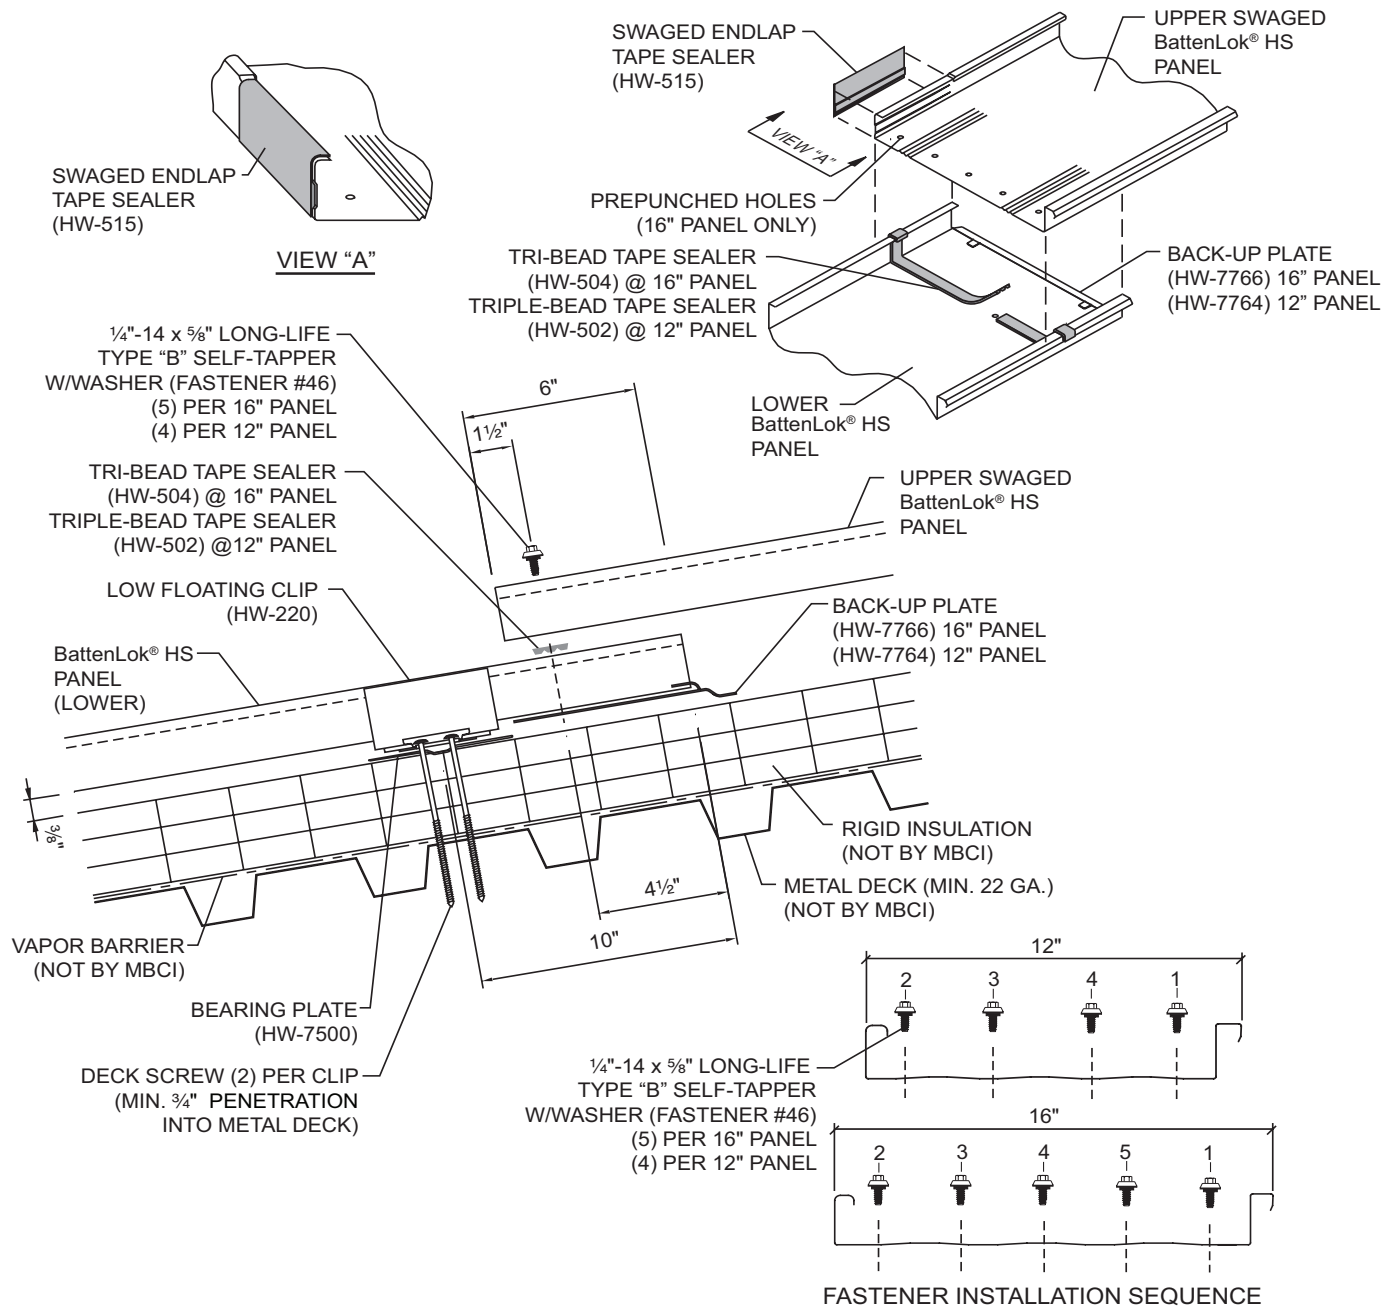 SWAGED ENDLAP
TAPE SEALER
(HW-515)
VIEW “A”
SWAGED ENDLAP
TAPE SEALER
(HW-515)
UPPER SWAGED
BattenLok® HS
PANEL
VIEW “A”
PREPUNCHED HOLES
(16" PANEL ONLY)
TRI-BEAD TAPE SEALER
(HW-504) @ 16" PANEL
TRIPLE-BEAD TAPE SEALER
(HW-502) @ 12" PANEL
BACK-UP PLATE
(HW-7766) 16” PANEL
(HW-7764) 12” PANEL
LOWER
BattenLok® HS
PANEL
¼"-14 x ⅝" LONG-LIFE
TYPE “B” SELF-TAPPER
W/WASHER (FASTENER #46)
(5) PER 16" PANEL
(4) PER 12" PANEL
6"
1½"
TRI-BEAD TAPE SEALER
(HW-504) @ 16" PANEL
TRIPLE-BEAD TAPE SEALER
(HW-502) @12" PANEL
UPPER SWAGED
BattenLok® HS
PANEL
LOW FLOATING CLIP
(HW-220)
BACK-UP PLATE
(HW-7766) 16" PANEL
(HW-7764) 12" PANEL
BattenLok® HS
PANEL
(LOWER)
⅜"
RIGID INSULATION
(NOT BY MBCI)
METAL DECK (MIN. 22 GA.)
(NOT BY MBCI)
4½"
10"
VAPOR BARRIER
(NOT BY MBCI)
BEARING PLATE
(HW-7500)
DECK SCREW (2) PER CLIP
(MIN. ¾" PENETRATION
INTO METAL DECK)
12"
2 3 4 1
¼"-14 x ⅝" LONG-LIFE
TYPE “B” SELF-TAPPER
W/WASHER (FASTENER #46)
(5) PER 16" PANEL
(4) PER 12" PANEL
16"
2 3 4 5 1
FASTENER INSTALLATION SEQUENCE